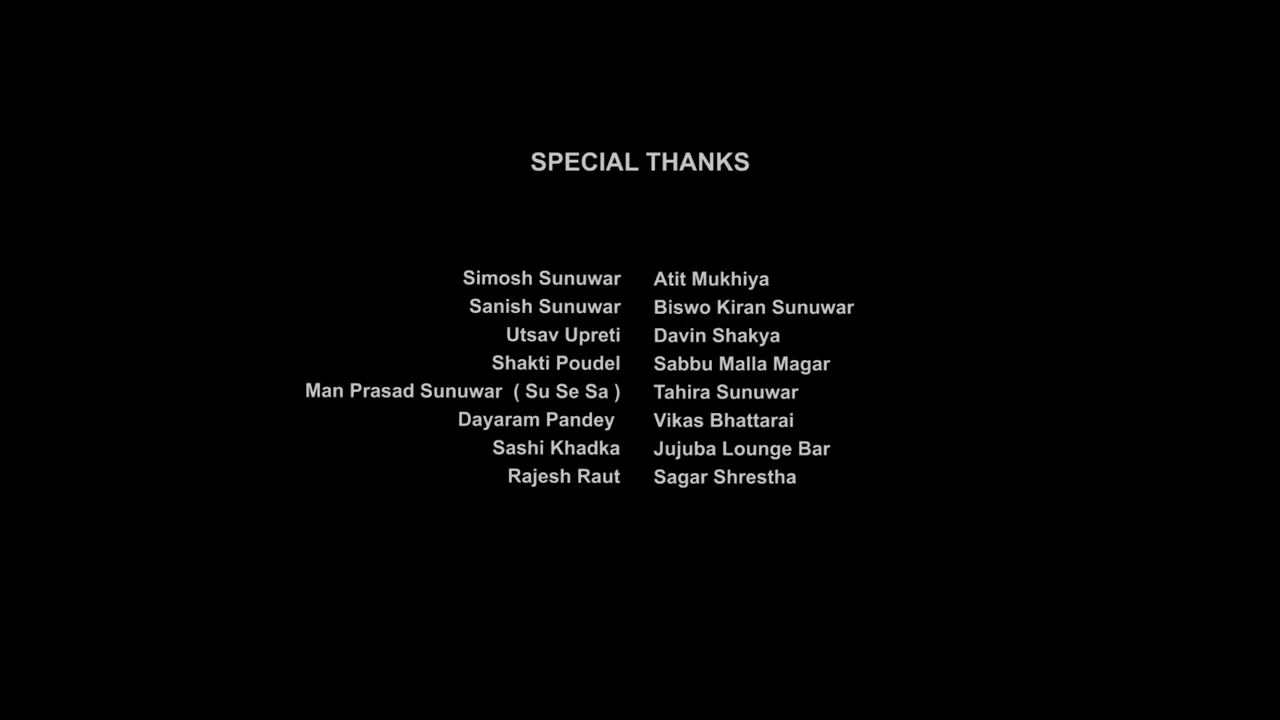 SPECIAL THANKS
Simosh Sunuwar Atit Mukhiya
Sanish Sunuwar Biswo Kiran Sunuwar
Utsav Upreti Davin Shakya
Shakti Poudel Sabbu Malla Magar
Man Prasad Sunuwar ( Su Se Sa ) Tahira Sunuwar
Dayaram Pandey Vikas Bhattarai
Sashi Khadka Jujuba Lounge Bar
Rajesh Raut Sagar Shrestha